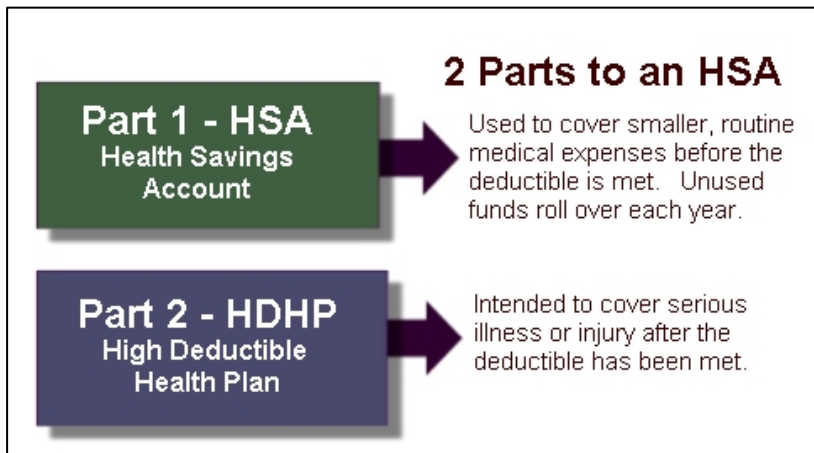 2 Parts to an HSA
Part 1 - HSA
Health Savings
Account
Used to cover smaller, routine
medical expenses before the
deductible is met. Unused
funds roll over each year.
Part 2 - HDHP
High Deductible
Health Plan
Intended to cover serious
illness or injury after the
deductible has been met.